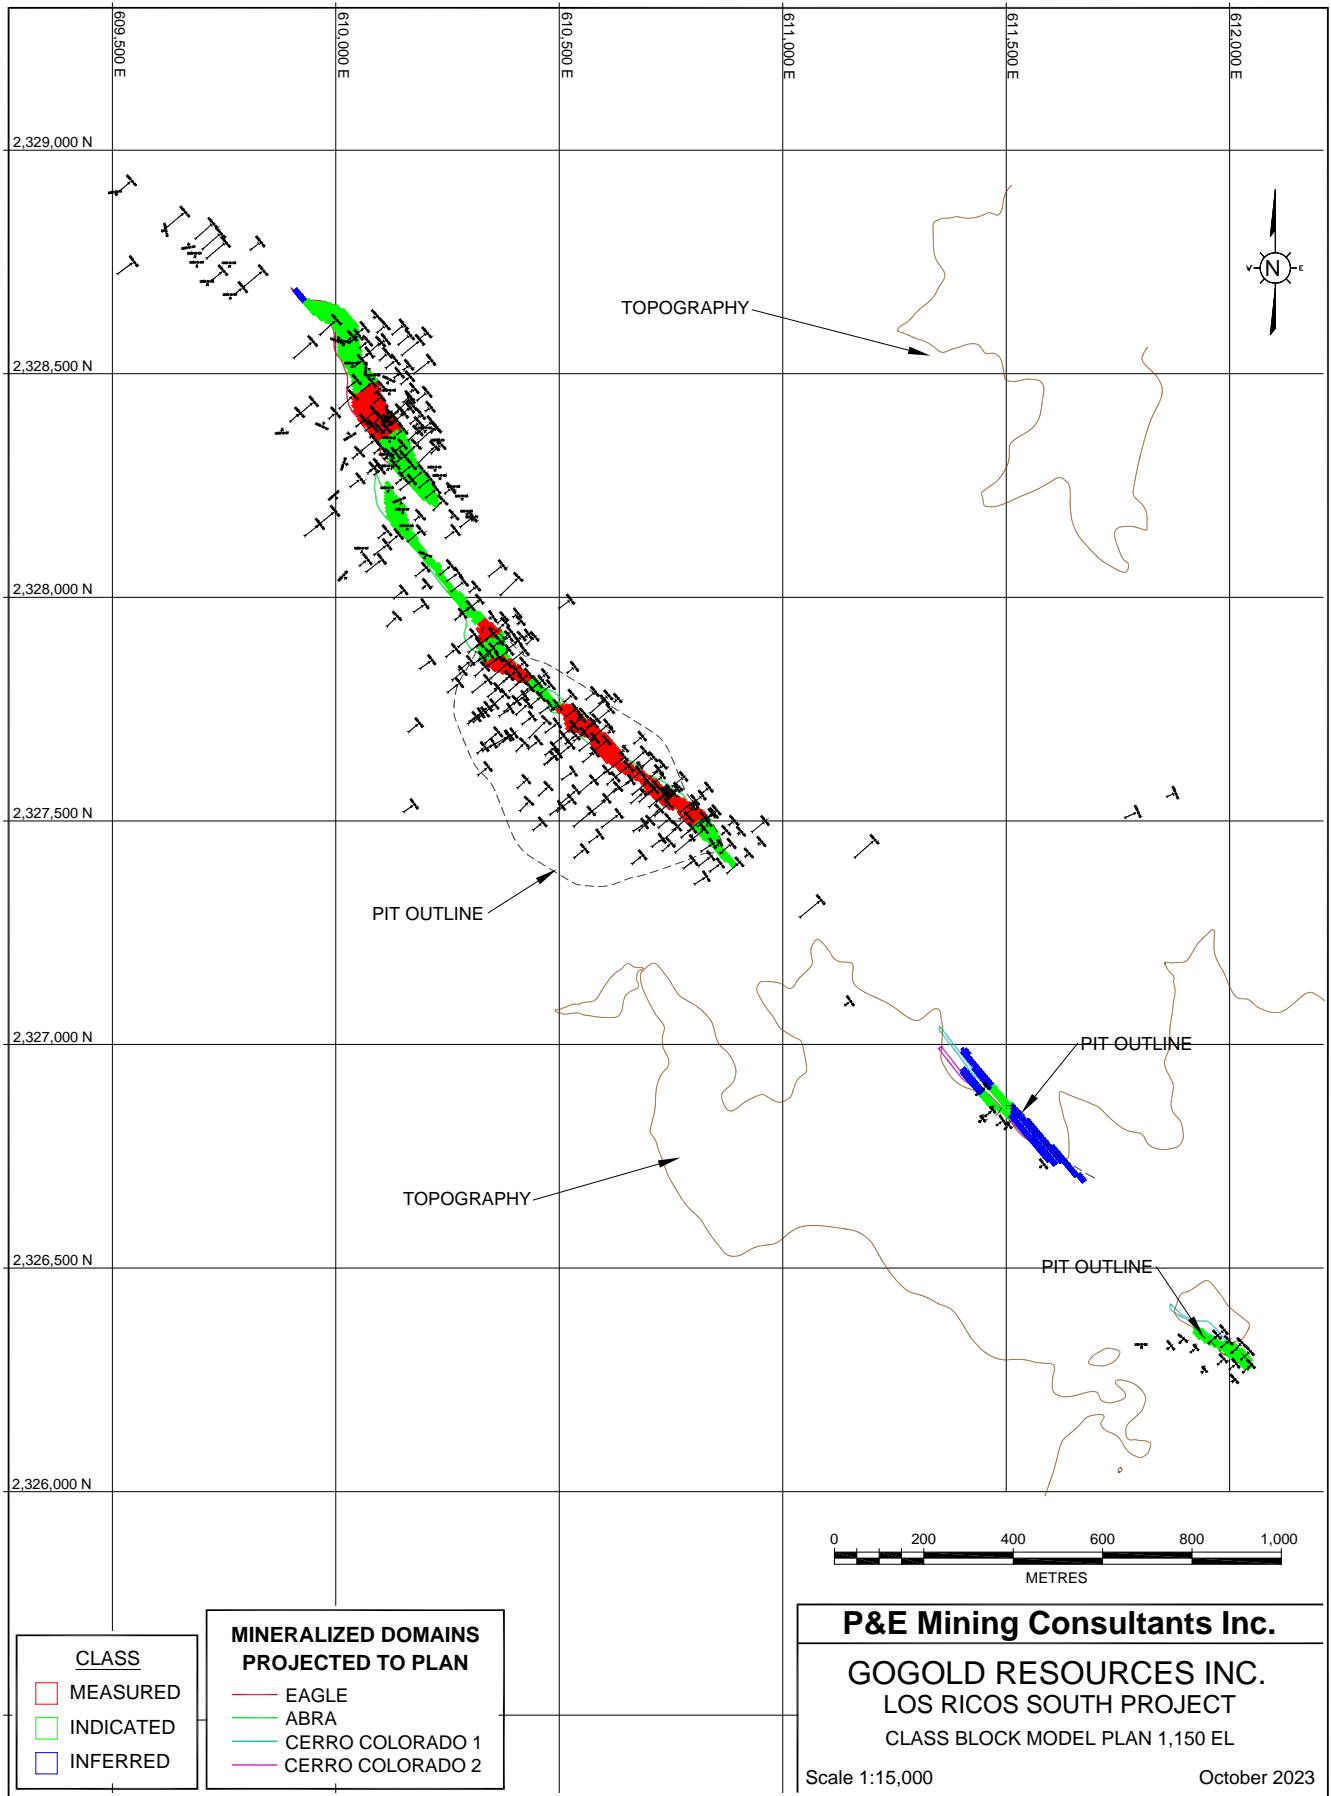 609,500 E
610,000 E
610,500 E
611,000 E
611,500 E
612,000 E
2,329,000 N
N
V
E
TOPOGRAPHY
2,328,500 N
2,328,000 N
2,327,500 N
PIT OUTLINE
2,327,000 N
PIT OUTLINE
TOPOGRAPHY
2,326,500 N
PIT OUTLINE
2,326,000 N
0 200 400 600 800 1,000
METRES
CLASS
MEASURED
INDICATED
INFERRED
MINERALIZED DOMAINS
PROJECTED TO PLAN
EAGLE
ABRA
CERRO COLORADO 1
CERRO COLORADO 2
P&E Mining Consultants Inc.
GOGOLD RESOURCES INC.
LOS RICOS SOUTH PROJECT
CLASS BLOCK MODEL PLAN 1,150 EL
Scale 1:15,000 October 2023